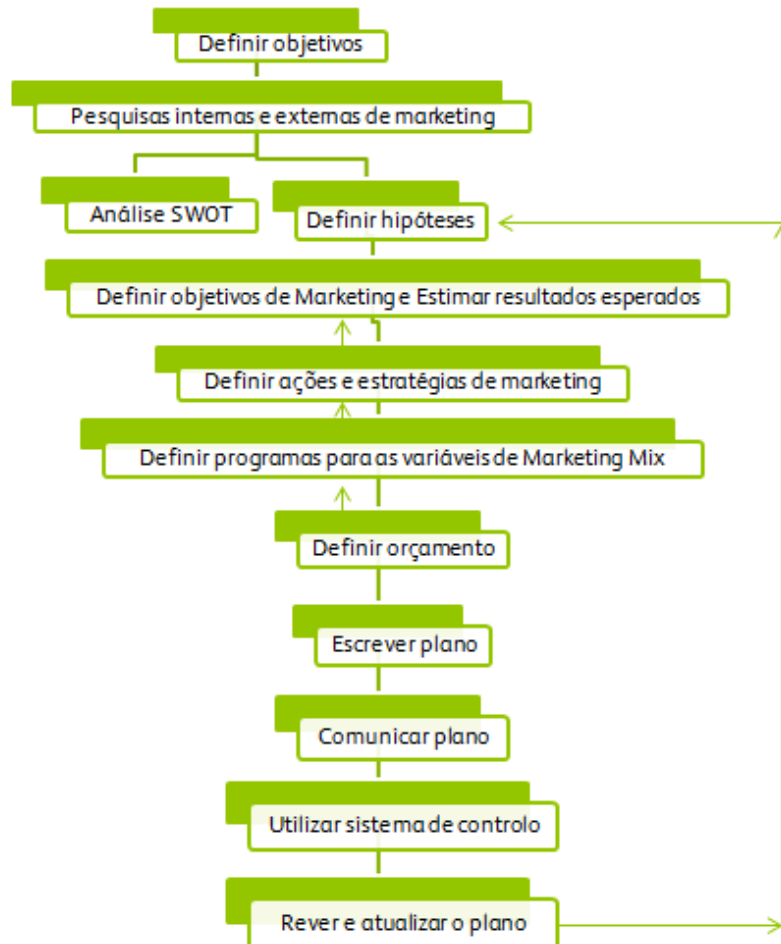 Definir objetivos
Pesquisas internas e externas de marketing
Análise SWOT
Definir hipóteses
Definir objetivos de Marketing e Estimar resultados esperados
Definir ações e estratégias de marketing
Definir programas para as variáveis de Marketing Mix
Definir orçamento
Escrever plano
Comunicar plano
Utilizar sistema de controlo
Rever e atualizar o plano